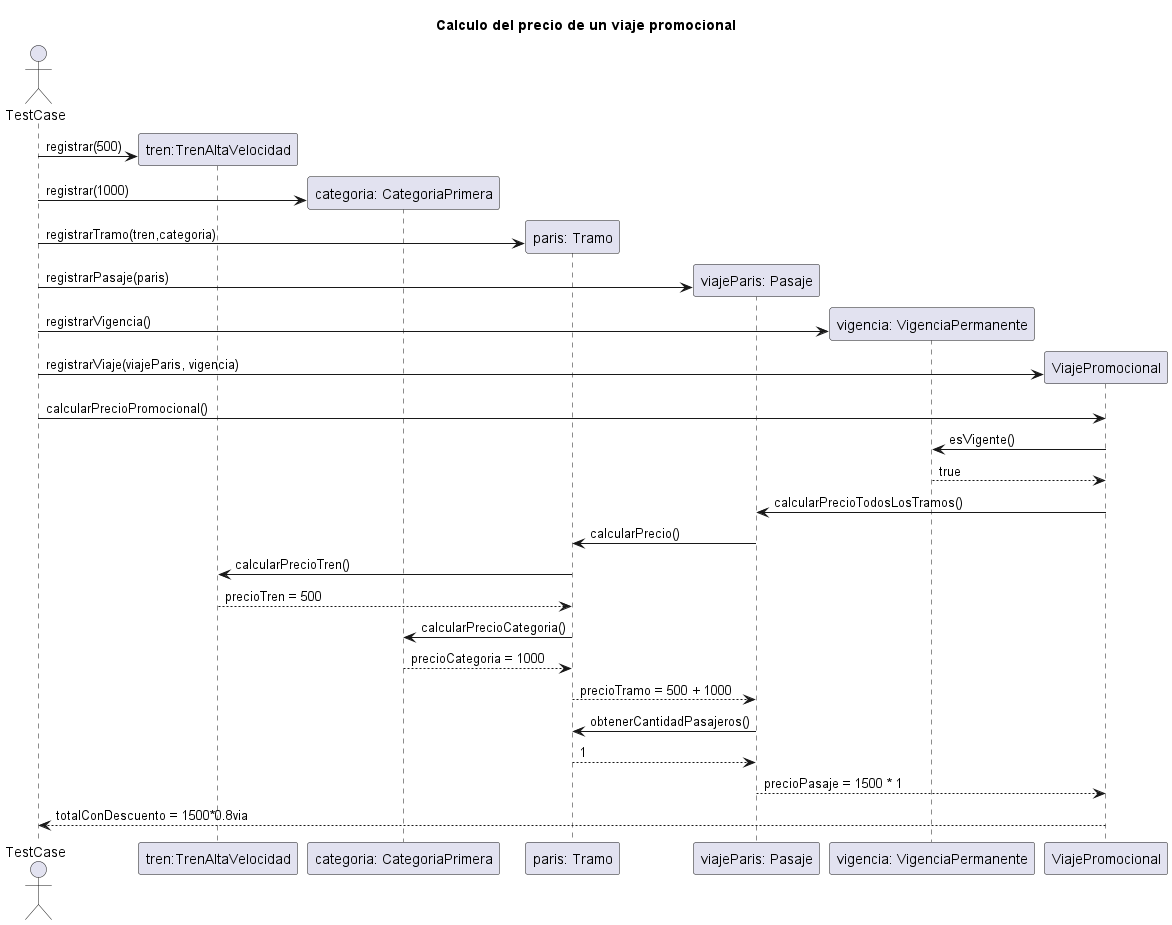 Calculo del precio de un viaje promocional
TestCase
registrar(500)
tren:TrenAltaVelocidad
registrar(1000)
categoria: CategoriaPrimera
registrarTramo(tren,categoria)
paris: Tramo
registrarPasaje(paris)
viajeParis: Pasaje
registrarVigencia()
vigencia: VigenciaPermanente
registrarViaje(viajeParis, vigencia)
ViajePromocional
calcularPrecioPromocional()
esVigente()
true
calcularPrecioTodosLosTramos()
calcularPrecio()
calcularPrecioTren()
precioTren = 500
calcularPrecioCategoria()
precioCategoria = 1000
precioTramo = 500 + 1000
obtenerCantidadPasajeros()
1
precioPasaje = 1500 * 1
totalConDescuento = 1500*0.8via
TestCase
tren:TrenAltaVelocidad
categoria: CategoriaPrimera
paris: Tramo
viajeParis: Pasaje
vigencia: VigenciaPermanente
ViajePromocional